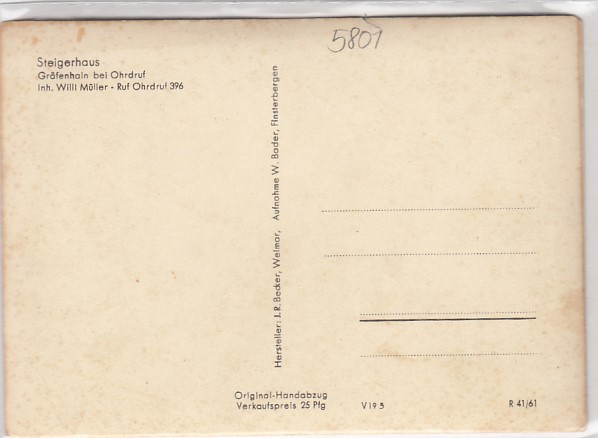 5801
Steigerhaus
Gräfenhain bei Ohrdruf
Inh. Willi Müller - Ruf Ohrdruf 396
Hersteller: J. R. Becker, Weimar, Aufnahme W. Bader, Finsterbergen
Original-Handabzug
Verkaufspreis 25 Pfg
V 19 5
R 41/61